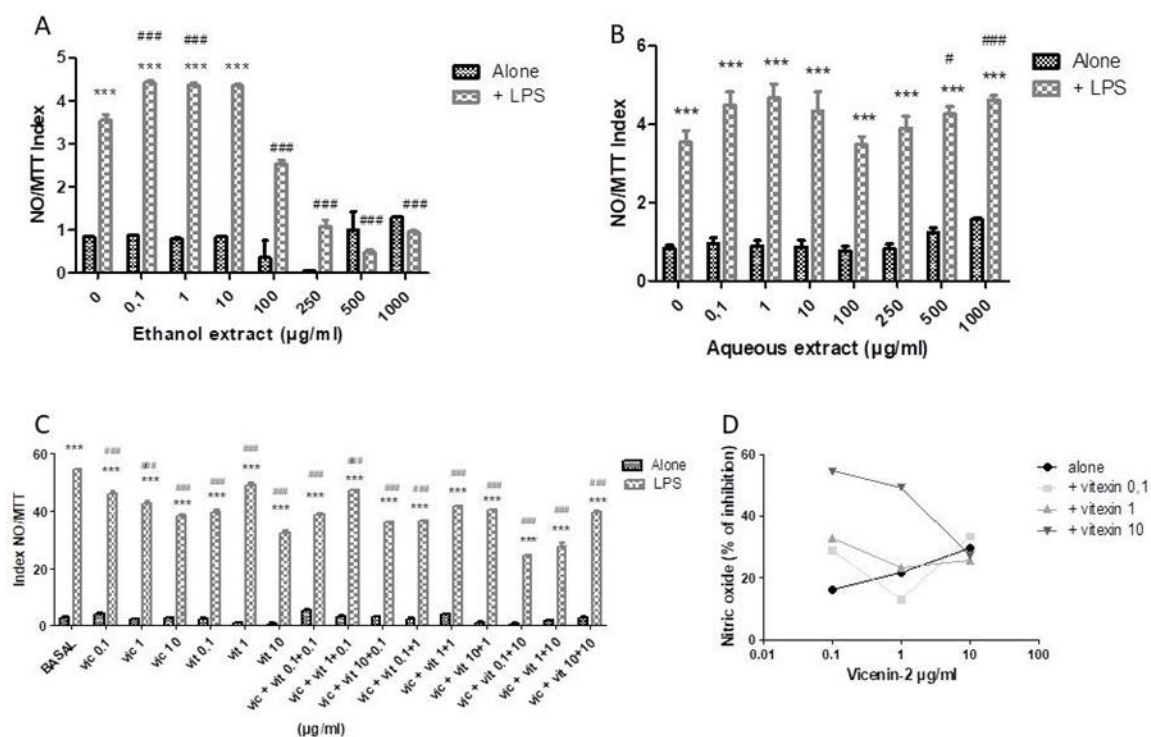 A
Alone
+ LPS
NO/MTT Index
5
4
3
2
1
0
***
###
***
###
***
***
###
###
###
###
0
0,1
1
10
100
250
500
1000
Ethanol extract (µg/ml)
B
Alone
+ LPS
NO/MTT Index
6
4
2
0
***
***
***
***
***
***
#
***
###
***
0
0,1
1
10
100
250
500
1000
Aqueous extract (µg/ml)
C
Alone
LPS
Index NO/MTT
60
40
20
0
***
###
***
###
***
###
***
###
***
###
***
###
***
###
***
###
***
###
***
###
***
###
***
###
***
###
***
###
***
###
***
BASAL
vic 0.1
vic 1
vic 10
vit 0.1
vit 1
vit 10
vic + vit 0.1+0.1
vic + vit 1+0.1
vic + vit 10+0.1
vic + vit 0.1+1
vic + vit 1+1
vic + vit 10+1
vic + vit 0.1+10
vic + vit 1+10
vic + vit 10+10
(µg/ml)
D
Nitric oxide (% of inhibition)
60
40
20
0
0.01
0.1
1
10
100
Vicenin-2 µg/ml
alone
+ vitexin 0,1
+ vitexin 1
+ vitexin 10